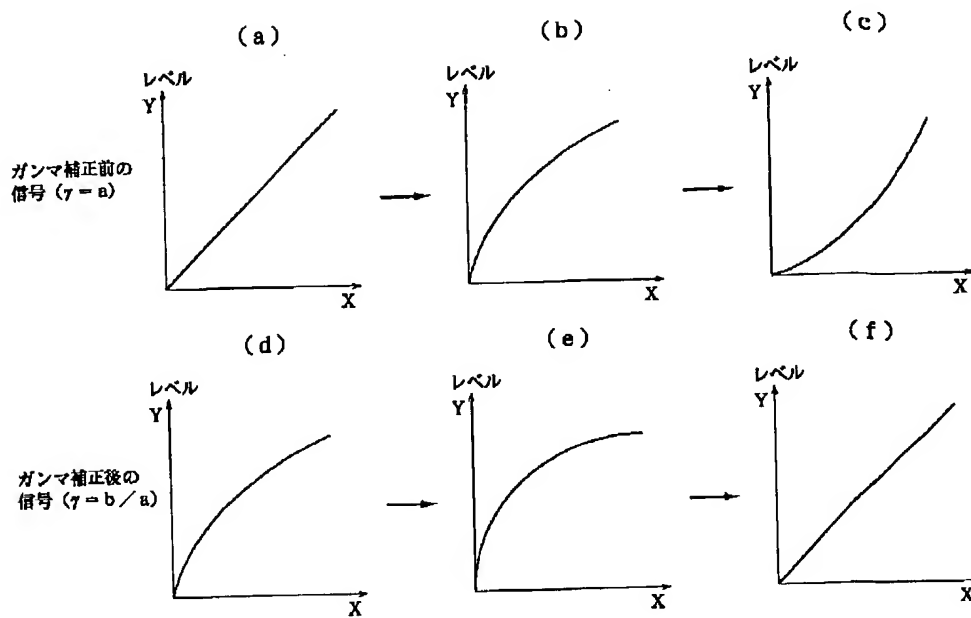 (a)
(b)
(c)
レベル
Y
レベル
Y
レベル
Y
ガンマ補正前の
信号(γ=a)
X
X
X
(d)
(e)
(f)
レベル
Y
レベル
Y
レベル
Y
ガンマ補正後の
信号(γ=b/a)
X
X
X